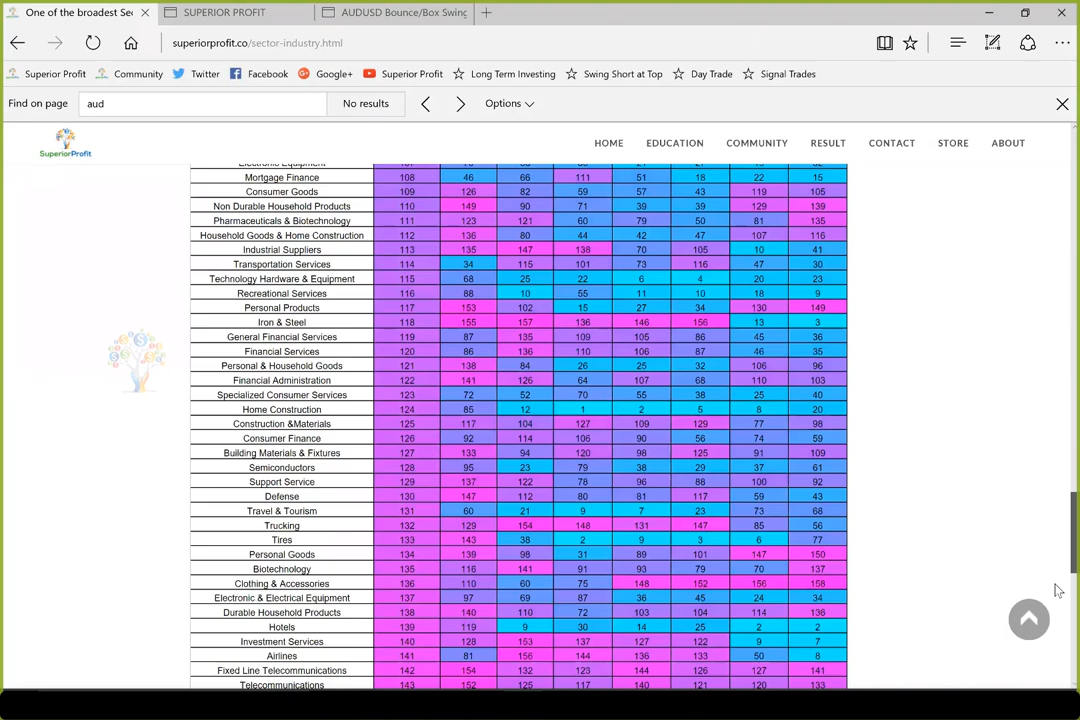 One of the broadest Sec
SUPERIOR PROFIT
AUDUSD Bounce/Box Swing
superiorprofit.co/sector-industry.html
Superior Profit Community Twitter Facebook Google+ Superior Profit Long Term Investing Swing Short at Top Day Trade Signal Trades
Find on page aud No results Options
SuperiorProfit
HOME EDUCATION COMMUNITY RESULT CONTACT STORE ABOUT
Electronic Equipment
Mortgage Finance 108 46 66 111 51 18 22 15
Consumer Goods 109 126 82 59 57 43 119 105
Non Durable Household Products 110 149 90 71 39 39 129 139
Pharmaceuticals & Biotechnology 111 123 121 60 79 50 81 135
Household Goods & Home Construction 112 136 80 44 42 47 107 116
Industrial Suppliers 113 135 147 138 70 105 10 41
Transportation Services 114 34 115 101 73 116 47 30
Technology Hardware & Equipment 115 68 25 22 6 4 20 23
Recreational Services 116 88 10 55 11 10 18 9
Personal Products 117 153 102 15 27 34 130 149
Iron & Steel 118 155 157 136 146 156 13 3
General Financial Services 119 87 135 109 105 86 45 36
Financial Services 120 86 136 110 106 87 46 35
Personal & Household Goods 121 138 84 26 25 32 106 96
Financial Administration 122 141 126 64 107 68 110 103
Specialized Consumer Services 123 72 52 70 55 38 25 40
Home Construction 124 85 12 1 2 5 8 20
Construction &Materials 125 117 104 127 109 129 77 98
Consumer Finance 126 92 114 106 90 56 74 59
Building Materials & Fixtures 127 133 94 120 98 125 91 109
Semiconductors 128 95 23 79 38 29 37 61
Support Service 129 137 122 78 96 88 100 92
Defense 130 147 112 80 81 117 59 43
Travel & Tourism 131 60 21 9 7 23 73 68
Trucking 132 129 154 148 131 147 85 56
Tires 133 143 38 2 9 3 6 77
Personal Goods 134 139 98 31 89 101 147 150
Biotechnology 135 116 141 91 93 79 70 137
Clothing & Accessories 136 110 60 75 148 152 156 158
Electronic & Electrical Equipment 137 97 69 87 36 45 24 34
Durable Household Products 138 140 110 72 103 104 114 136
Hotels 139 119 9 30 14 25 2 2
Investment Services 140 128 153 137 127 122 9 7
Airlines 141 81 156 144 136 133 50 8
Fixed Line Telecommunications 142 154 132 123 144 126 127 141
Telecommunications 143 152 125 117 140 121 120 133